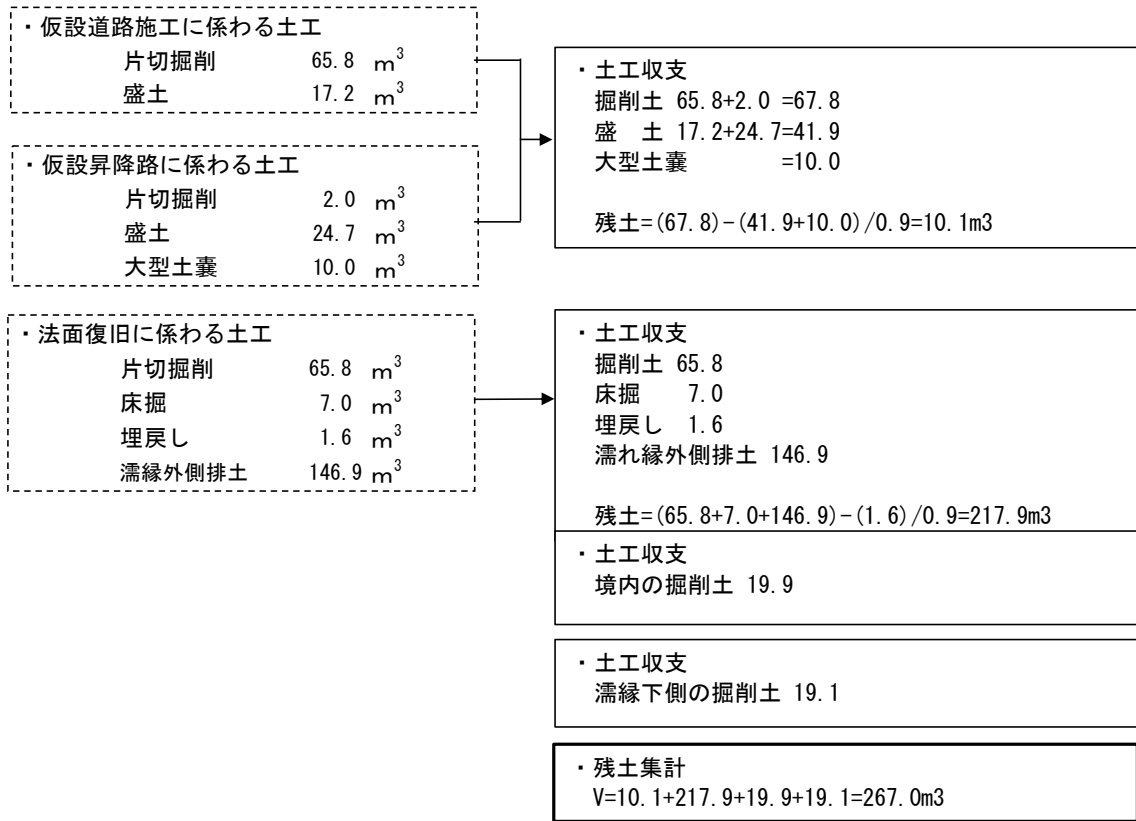 ・仮設道路施工に係わる土工
片切掘削 65.8 m3
盛土 17.2 m3
・仮設昇降路に係わる土工
片切掘削 2.0 m3
盛土 24.7 m3
大型土嚢 10.0 m3
・土工収支
掘削土 65.8+2.0 =67.8
盛　土 17.2+24.7=41.9
大型土嚢 =10.0
残土=(67.8)-(41.9+10.0)/0.9=10.1m3
・法面復旧に係わる土工
片切掘削 65.8 m3
床掘 7.0 m3
埋戻し 1.6 m3
濡縁外側排土 146.9 m3
・土工収支
掘削土 65.8
床掘 7.0
埋戻し 1.6
濡れ縁外側排土 146.9
残土=(65.8+7.0+146.9)-(1.6)/0.9=217.9m3
・土工収支
境内の掘削土 19.9
・土工収支
濡縁下側の掘削土 19.1
・残土集計
V=10.1+217.9+19.9+19.1=267.0m3